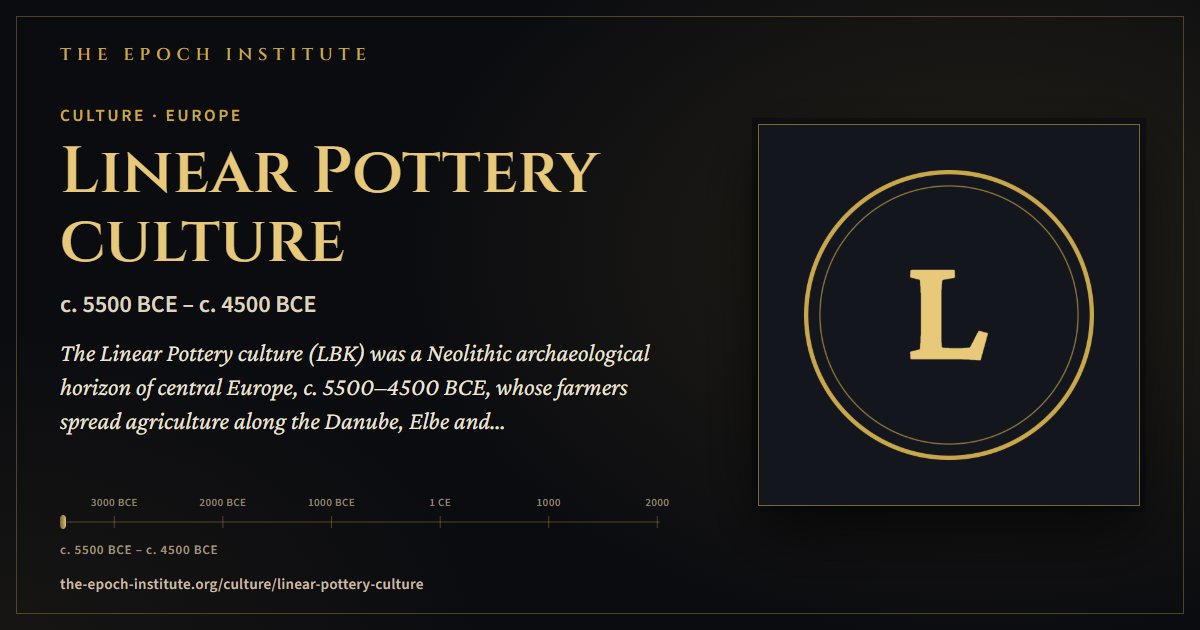 THE EPOCH INSTITUTE
CULTURE · EUROPE
LINEAR POTTERY
CULTURE
c. 5500 BCE – c. 4500 BCE
The Linear Pottery culture (LBK) was a Neolithic archaeological
horizon of central Europe, c. 5500–4500 BCE, whose farmers
spread agriculture along the Danube, Elbe and...
L
3000 BCE 2000 BCE 1000 BCE 1 CE 1000 2000
c. 5500 BCE – c. 4500 BCE
the-epoch-institute.org/culture/linear-pottery-culture